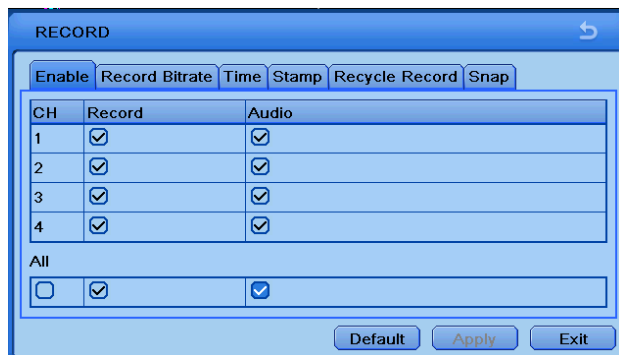 RECORD
Enable Record Bitrate Time Stamp Recycle Record Snap
CH Record Audio
1
2
3
4
All
Default Apply Exit